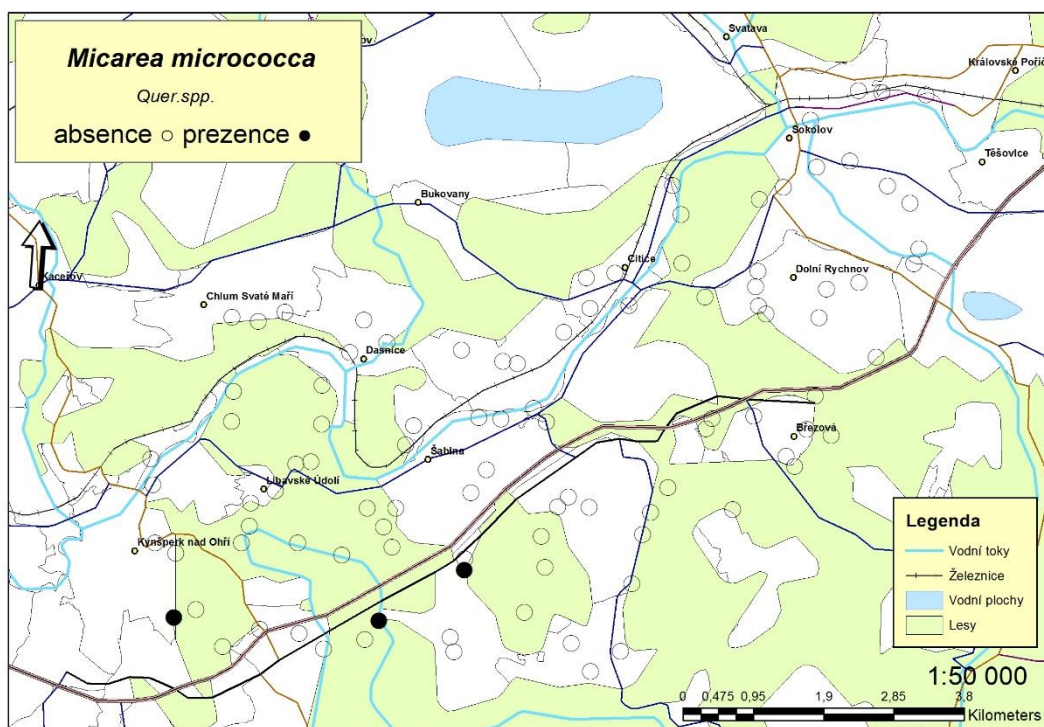 Micarea micrococca
Quer.spp.
absence ○ prezence ●
Svatava
Královské Poříč
Sokolov
Těšovice
Bukovany
Kaceřov
Citice
Dolní Rychnov
Chlum Svaté Maří
Dasnice
Březová
Šabina
Libavské Údolí
Kynšperk nad Ohří
Legenda
Vodní toky
Železnice
Vodní plochy
Lesy
1:50 000
0 0,475 0,95 1,9 2,85 3,8
Kilometers